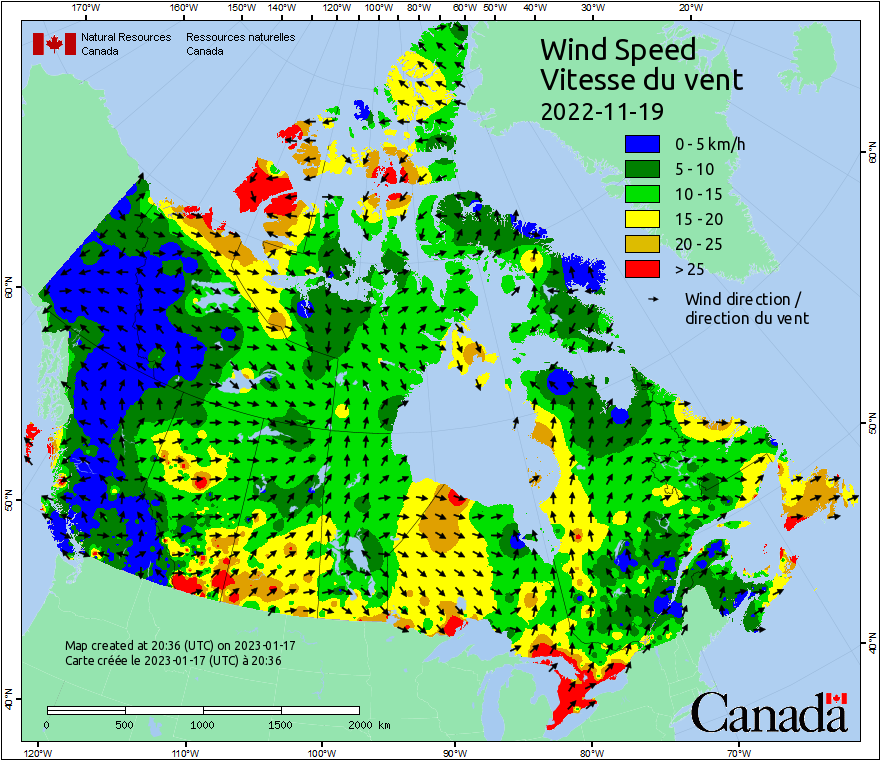 170°W 160°W 150°W 140°W 130°W 120°W 110°W 100°W 80°W 60°W 50°W 40°W 30°W 20°W
Natural Resources Canada
Ressources naturelles Canada
Wind Speed
Vitesse du vent
2022-11-19
0 - 5 km/h
5 - 10
10 - 15
15 - 20
20 - 25
> 25
Wind direction /
direction du vent
60°N
50°N
40°N
60°N
50°N
40°N
Map created at 20:36 (UTC) on 2023-01-17
Carte créée le 2023-01-17 (UTC) à 20:36
0 500 1000 1500 2000 km
Canada
120°W 110°W 100°W 90°W 80°W 70°W